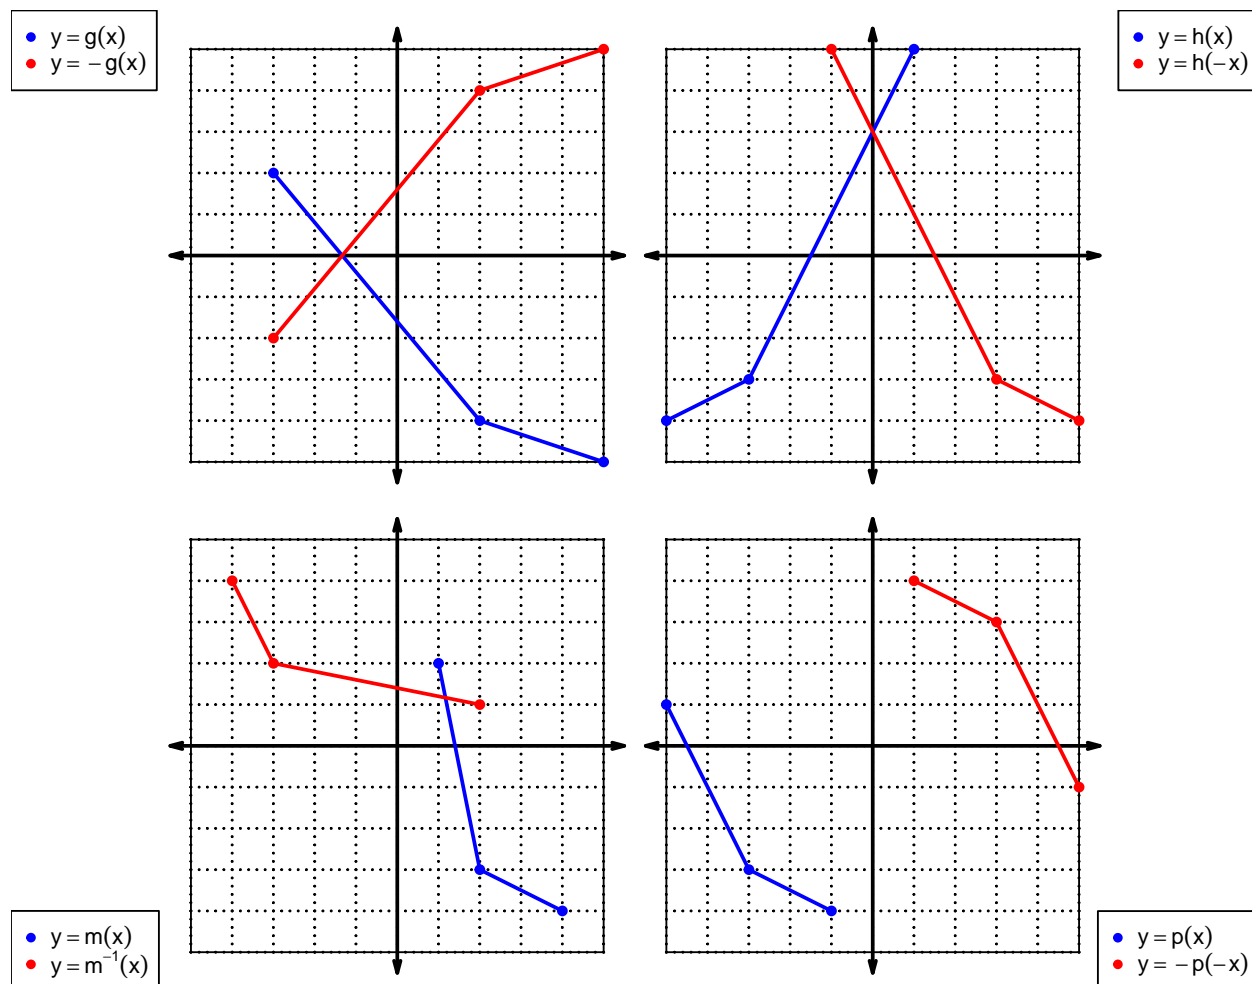 y = g(x)
y = −g(x)
y = h(x)
y = h(−x)
y = m(x)
y = m⁻¹(x)
y = p(x)
y = −p(−x)